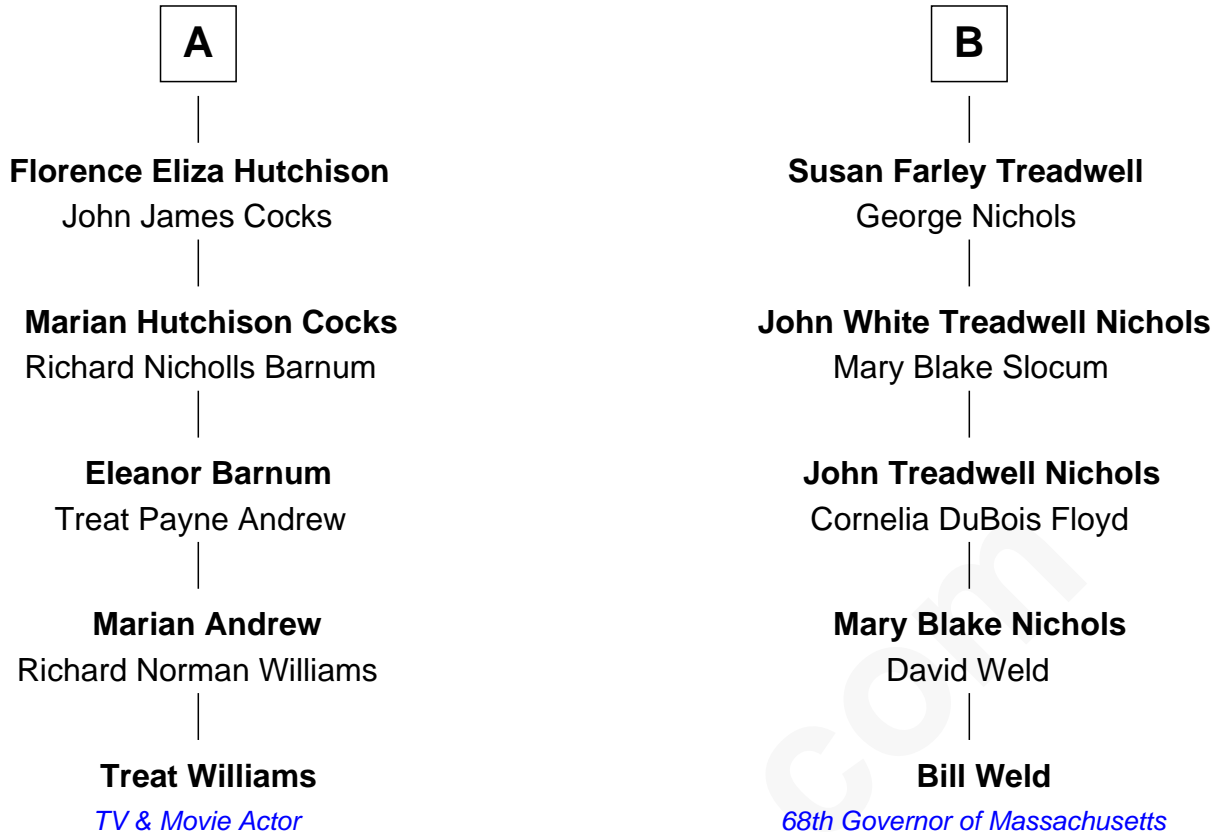 A
Florence Eliza Hutchison
John James Cocks
Marian Hutchison Cocks
Richard Nicholls Barnum
Eleanor Barnum
Treat Payne Andrew
Marian Andrew
Richard Norman Williams
Treat Williams
TV & Movie Actor
B
Susan Farley Treadwell
George Nichols
John White Treadwell Nichols
Mary Blake Slocum
John Treadwell Nichols
Cornelia DuBois Floyd
Mary Blake Nichols
David Weld
Bill Weld
68th Governor of Massachusetts
com